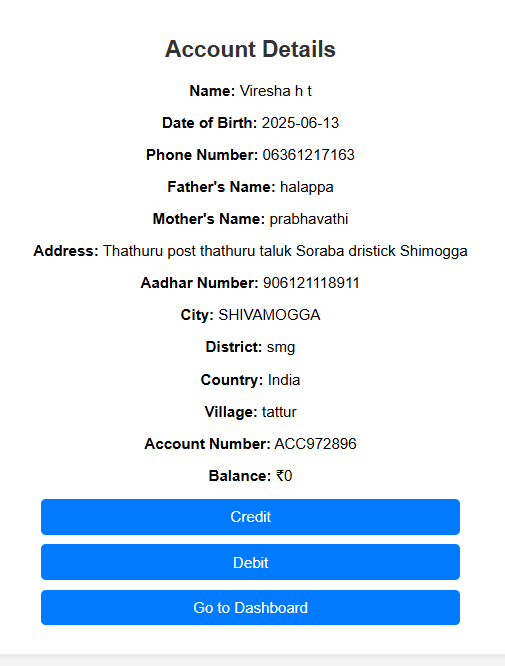 Account Details
Name: Viresha h t
Date of Birth: 2025-06-13
Phone Number: 06361217163
Father's Name: halappa
Mother's Name: prabhavathi
Address: Thathuru post thathuru taluk Soraba dristick Shimogga
Aadhar Number: 906121118911
City: SHIVAMOGGA
District: smg
Country: India
Village: tattur
Account Number: ACC972896
Balance: ₹0
Credit
Debit
Go to Dashboard